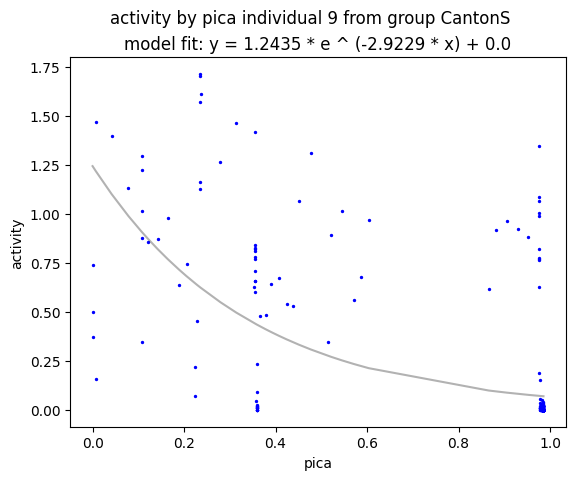 activity by pica individual 9 from group CantonS
model fit: y = 1.2435 * e ^ (-2.9229 * x) + 0.0
1.75
1.50
1.25
1.00
0.75
0.50
0.25
0.00
activity
0.0 0.2 0.4 0.6 0.8 1.0
pica